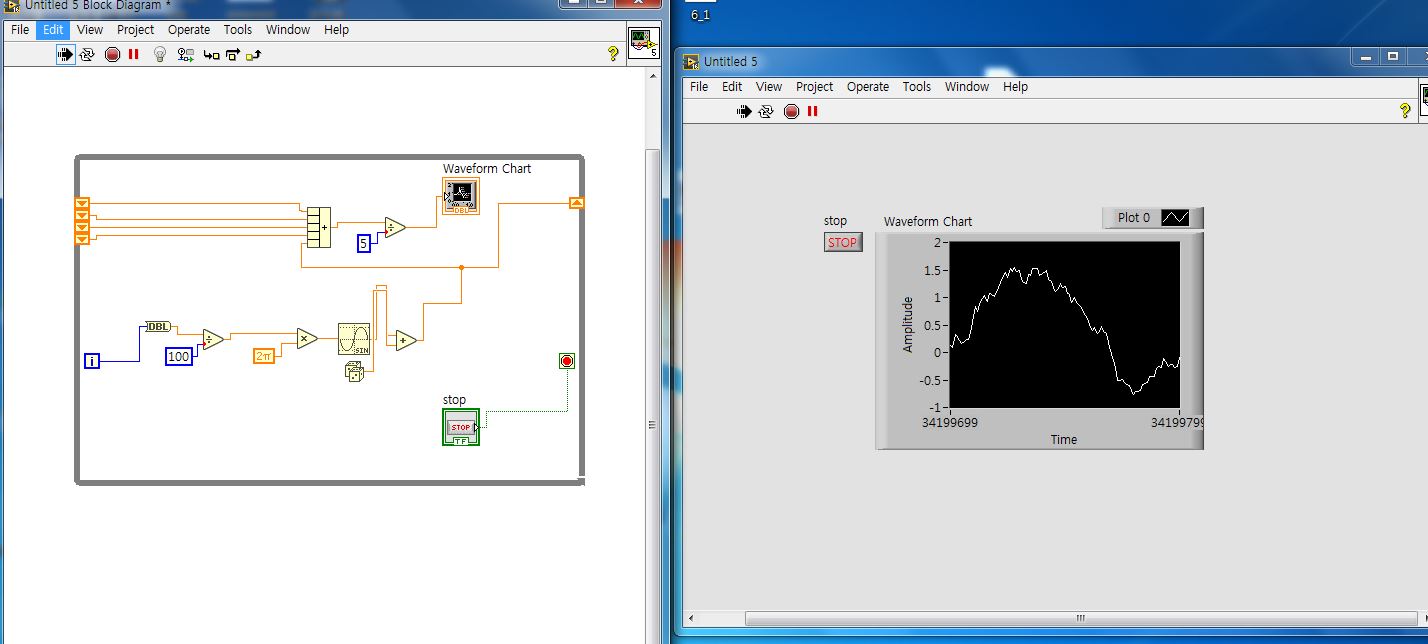 Untitled 5 Block Diagram *
File Edit View Project Operate Tools Window Help
5
Waveform Chart
DBL
5
DBL
100
2π
SIN
i
stop
STOP
TF
6_1
Untitled 5
File Edit View Project Operate Tools Window Help
stop
STOP
Waveform Chart
Plot 0
Amplitude
2
1.5
1
0.5
0
-0.5
-1
34199699
34199799
Time